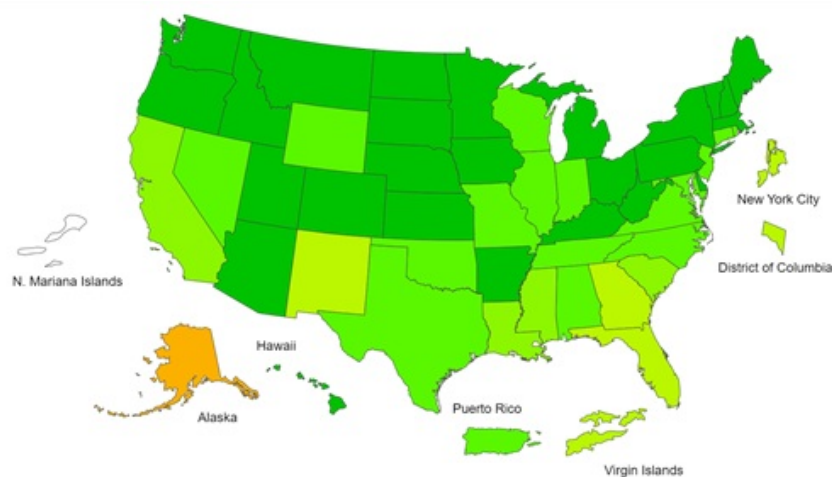 New York City
District of Columbia
N. Mariana Islands
Hawaii
Alaska
Puerto Rico
Virgin Islands